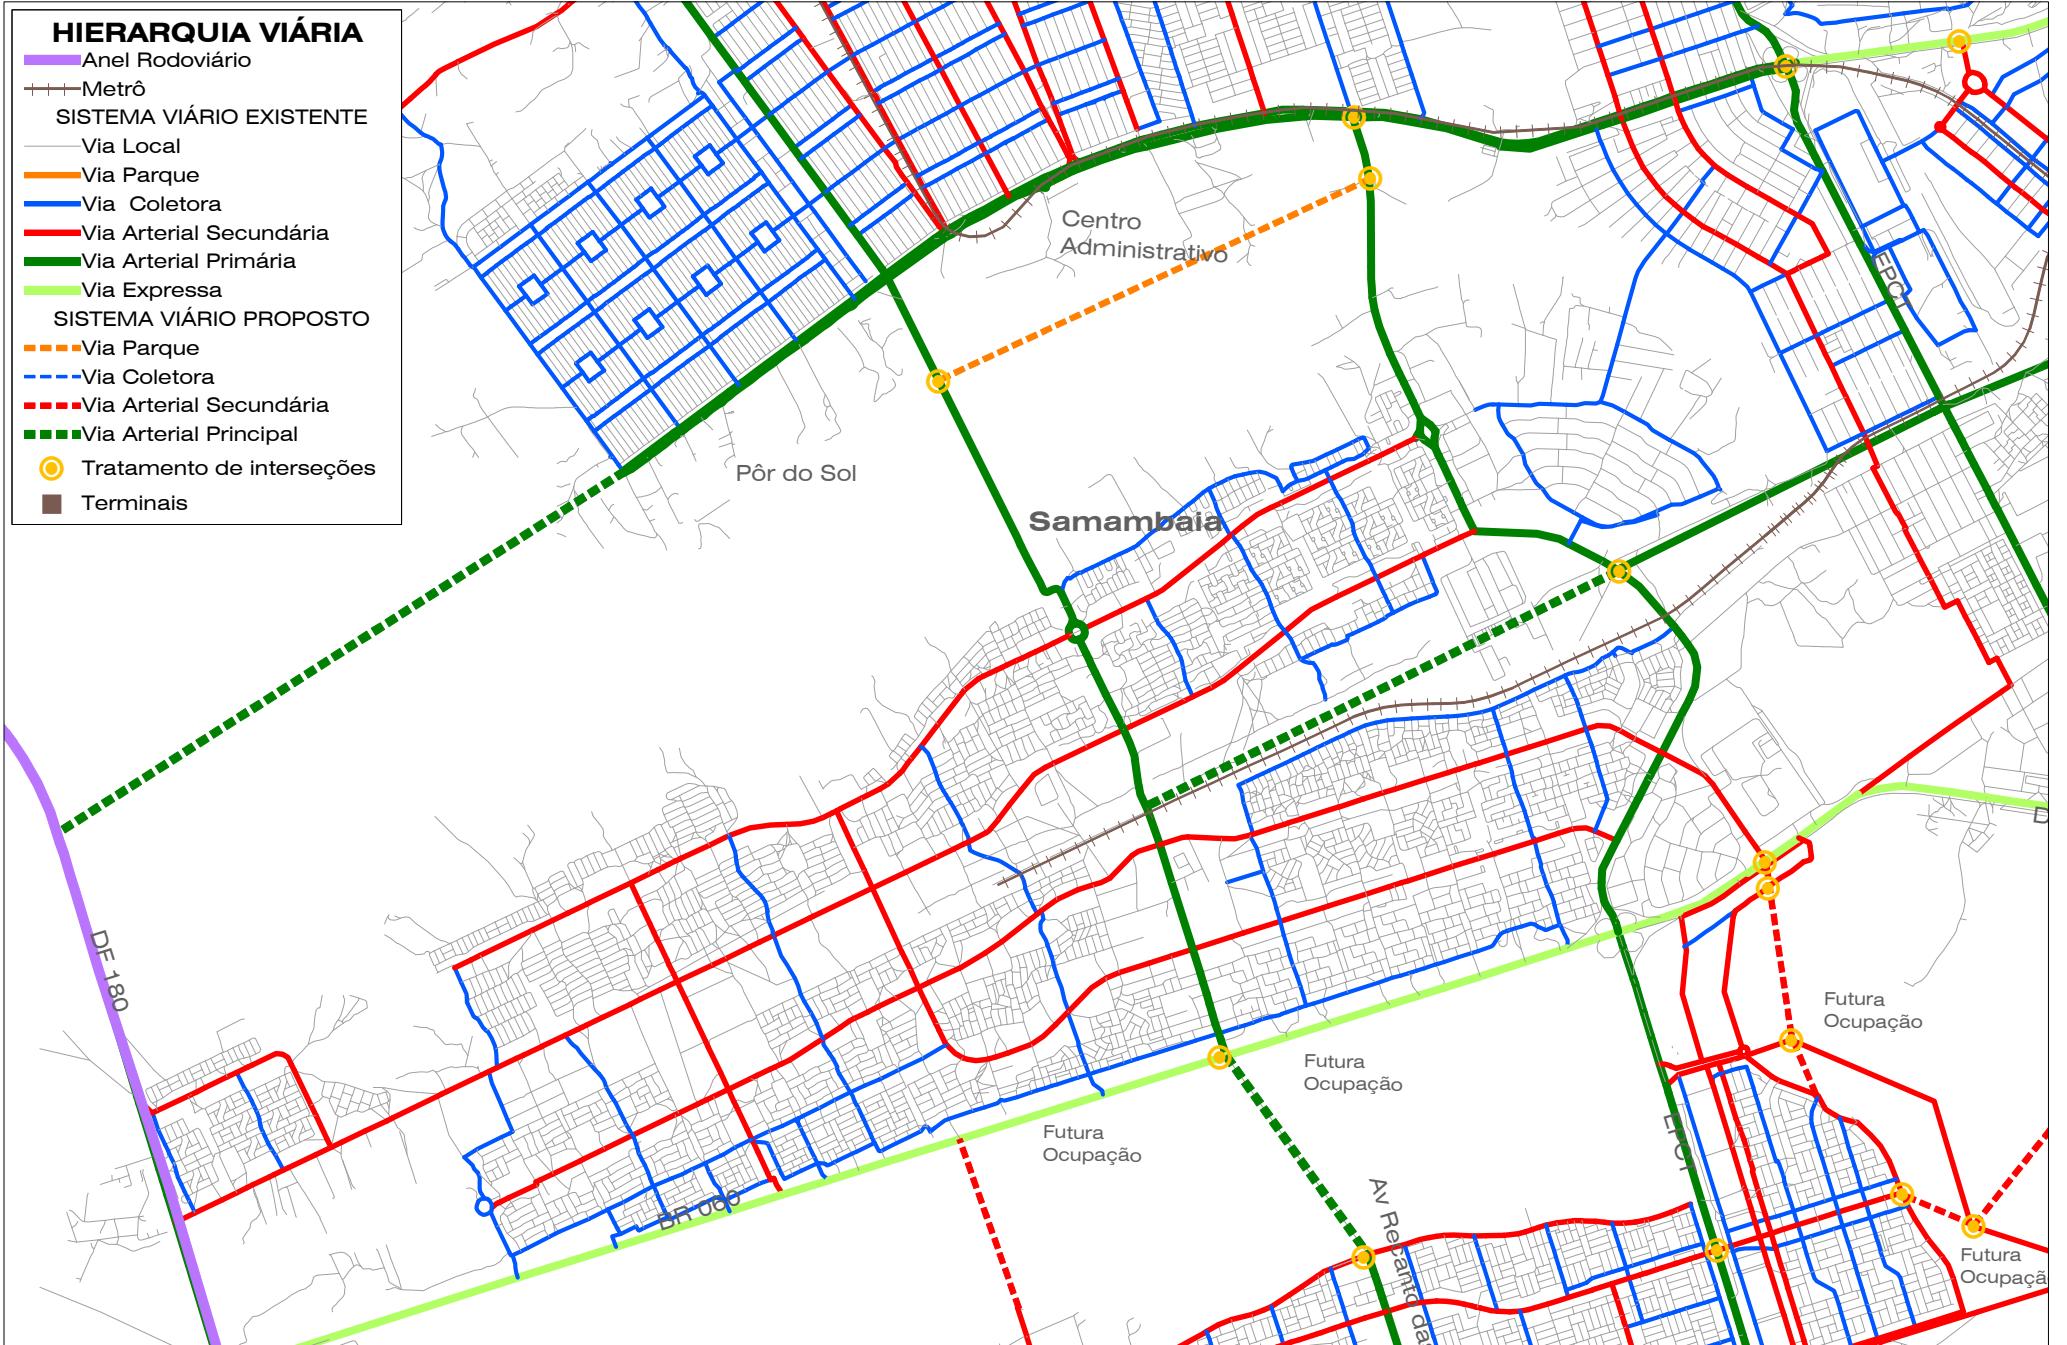 HIERARQUIA VIÁRIA
Anel Rodoviário
Metrô
SISTEMA VIÁRIO EXISTENTE
Via Local
Via Parque
Via  Coletora
Via Arterial Secundária
Via Arterial Primária
Via Expressa
SISTEMA VIÁRIO PROPOSTO
Via Parque
Via Coletora
Via Arterial Secundária
Via Arterial Principal
Tratamento de interseções
Terminais
Centro
Administrativo
EPCT
Pôr do Sol
Samambaia
D
DF 180
Futura
Ocupação
Futura
Ocupação
Futura
Ocupação
EPCT
BR 060
Av Recanto das
Futura
Ocupaçã